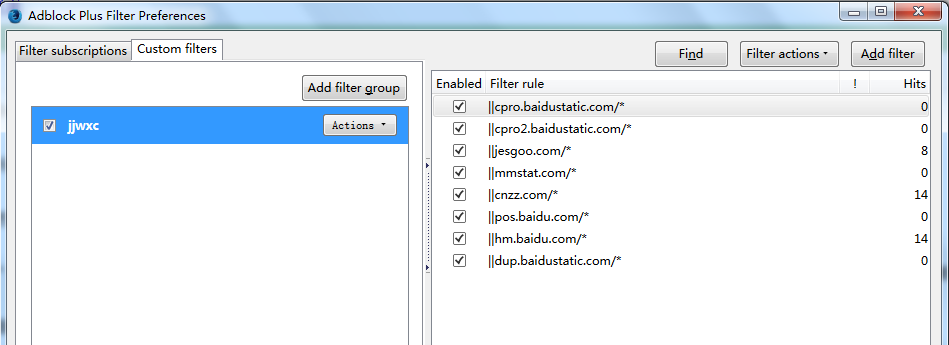 Adblock Plus Filter Preferences
Filter subscriptions Custom filters
Find Filter actions Add filter
Add filter group
Enabled Filter rule ! Hits
jjwxc Actions
||cpro.baidustatic.com/* 0
||cpro2.baidustatic.com/* 0
||jesgoo.com/* 8
||mmstat.com/* 0
||cnzz.com/* 14
||pos.baidu.com/* 0
||hm.baidu.com/* 14
||dup.baidustatic.com/* 0